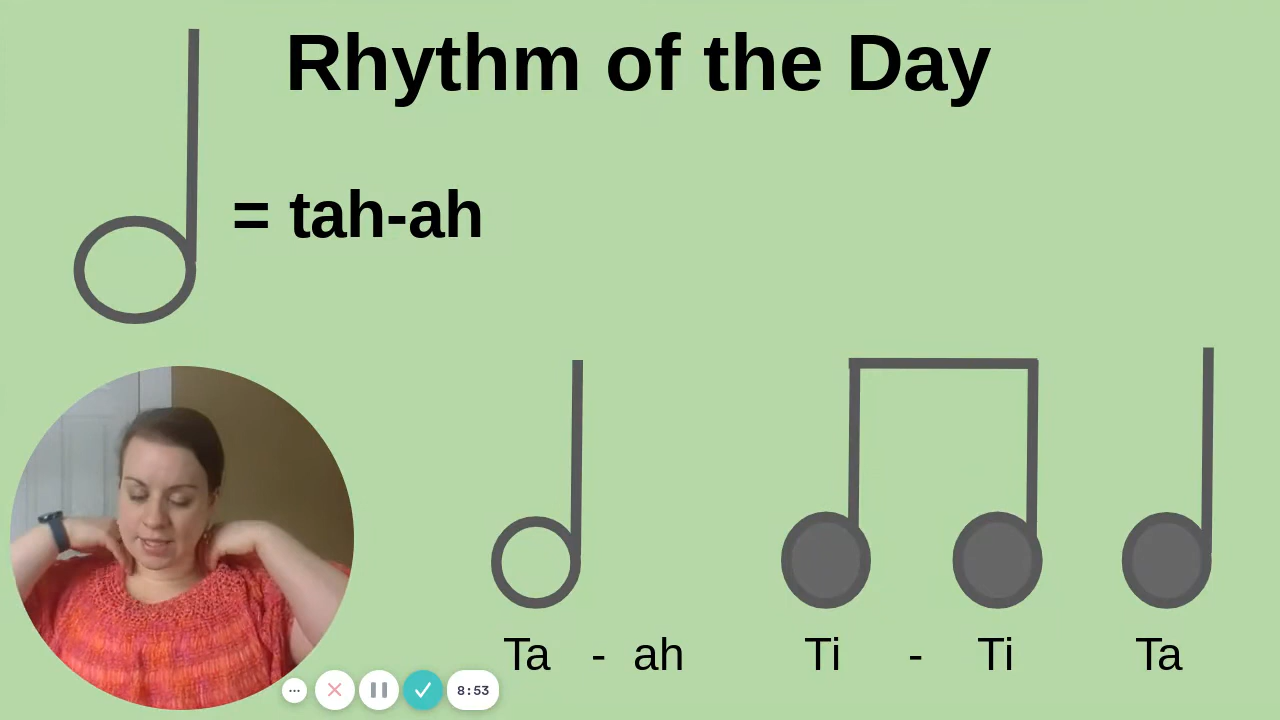 Rhythm of the Day
= tah-ah
Ta - ah Ti - Ti Ta
8:53